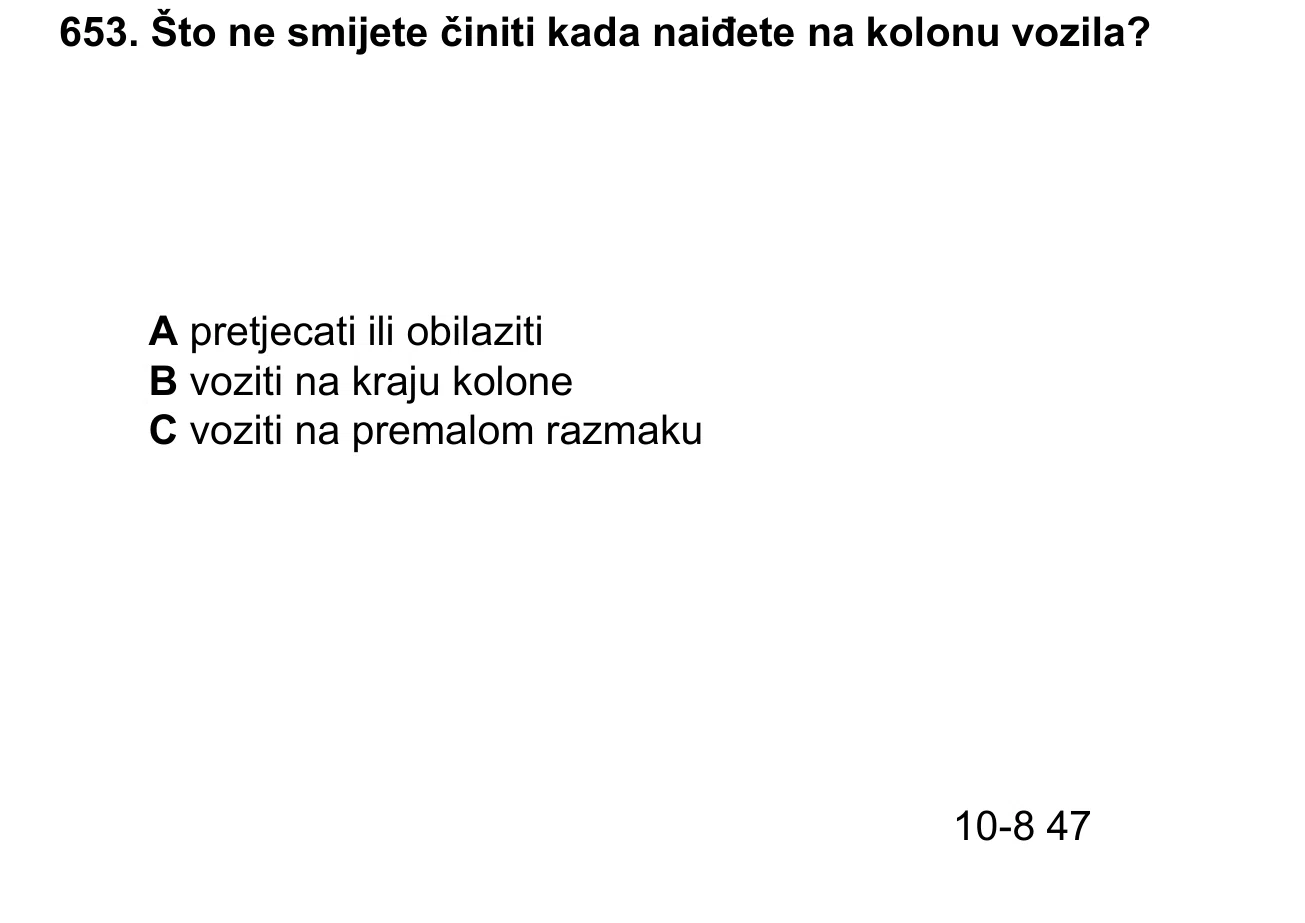 653. Što ne smijete činiti kada naiđete na kolonu vozila?
A pretjecati ili obilaziti
B voziti na kraju kolone
C voziti na premalom razmaku
10-8 47